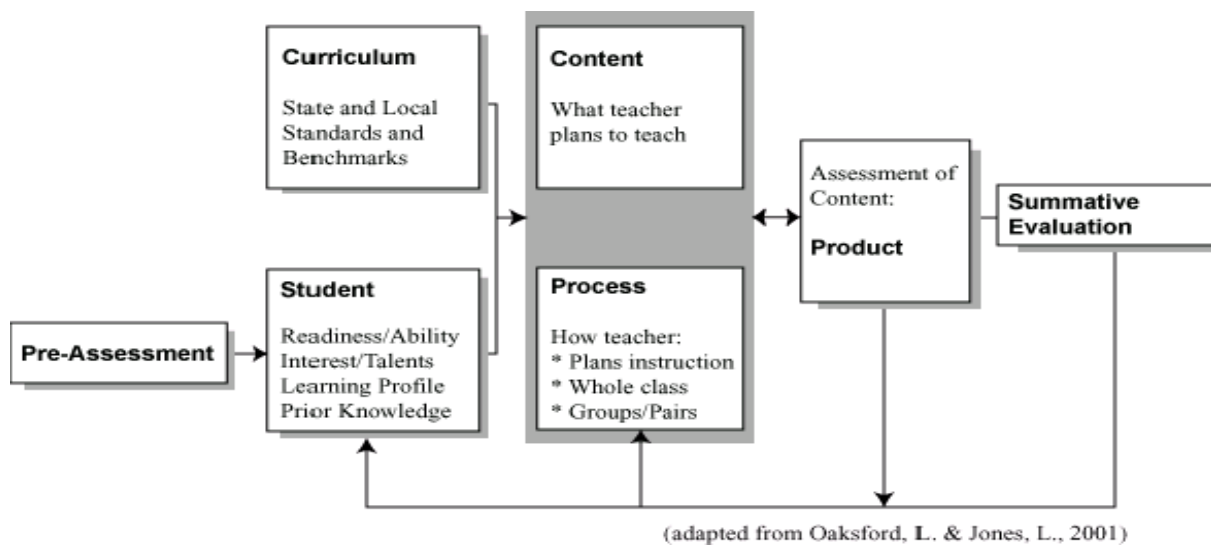 Curriculum
State and Local
Standards and
Benchmarks
Content
What teacher
plans to teach
Assessment of
Content:
Product
Summative
Evaluation
Pre-Assessment
Student
Readiness/Ability
Interest/Talents
Learning Profile
Prior Knowledge
Process
How teacher:
* Plans instruction
* Whole class
* Groups/Pairs
(adapted from Oaksford, L. & Jones, L., 2001)